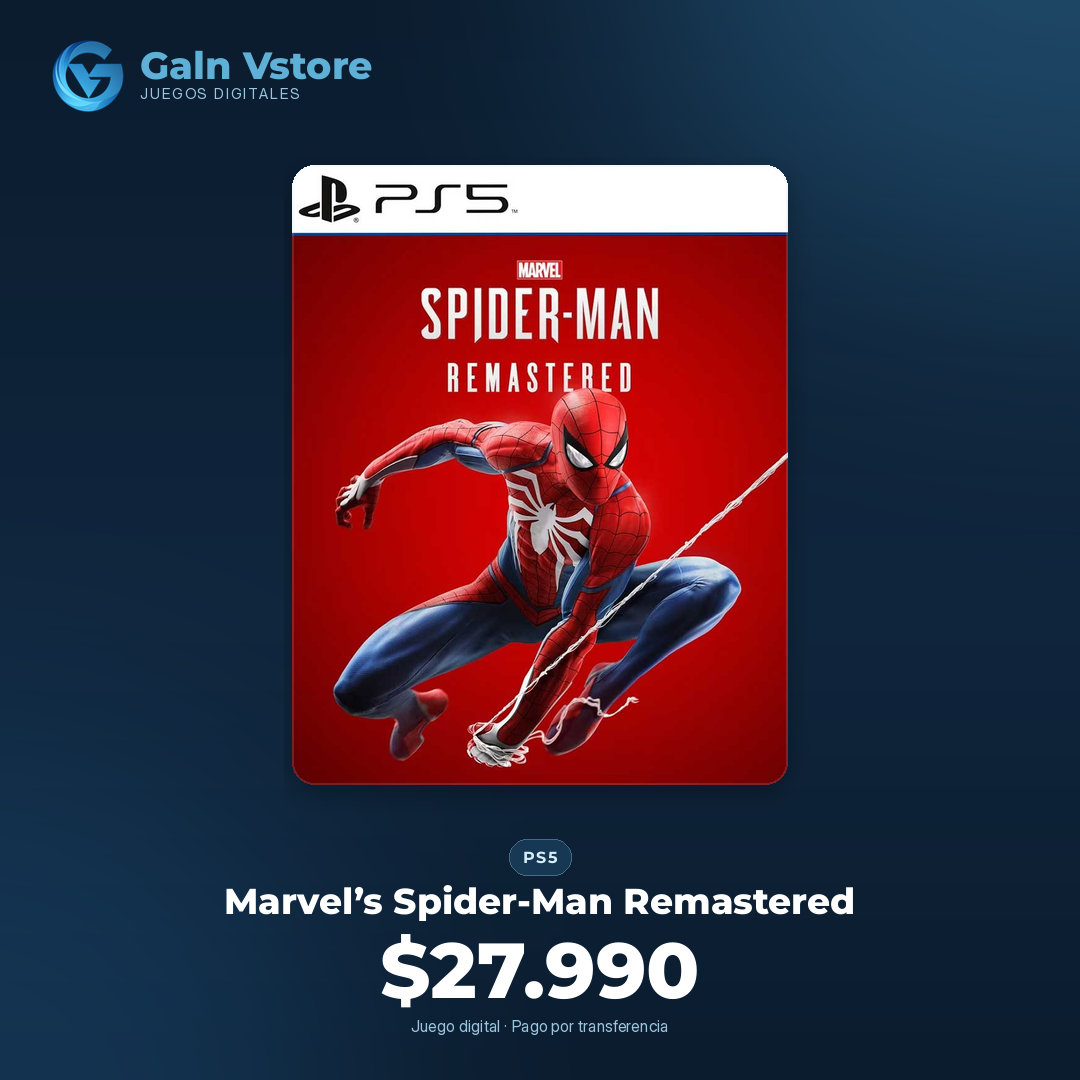 GaIn Vstore
JUEGOS DIGITALES
PS5
MARVEL
SPIDER-MAN
REMASTERED
PS5
Marvel’s Spider-Man Remastered
$27.990
Juego digital · Pago por transferencia